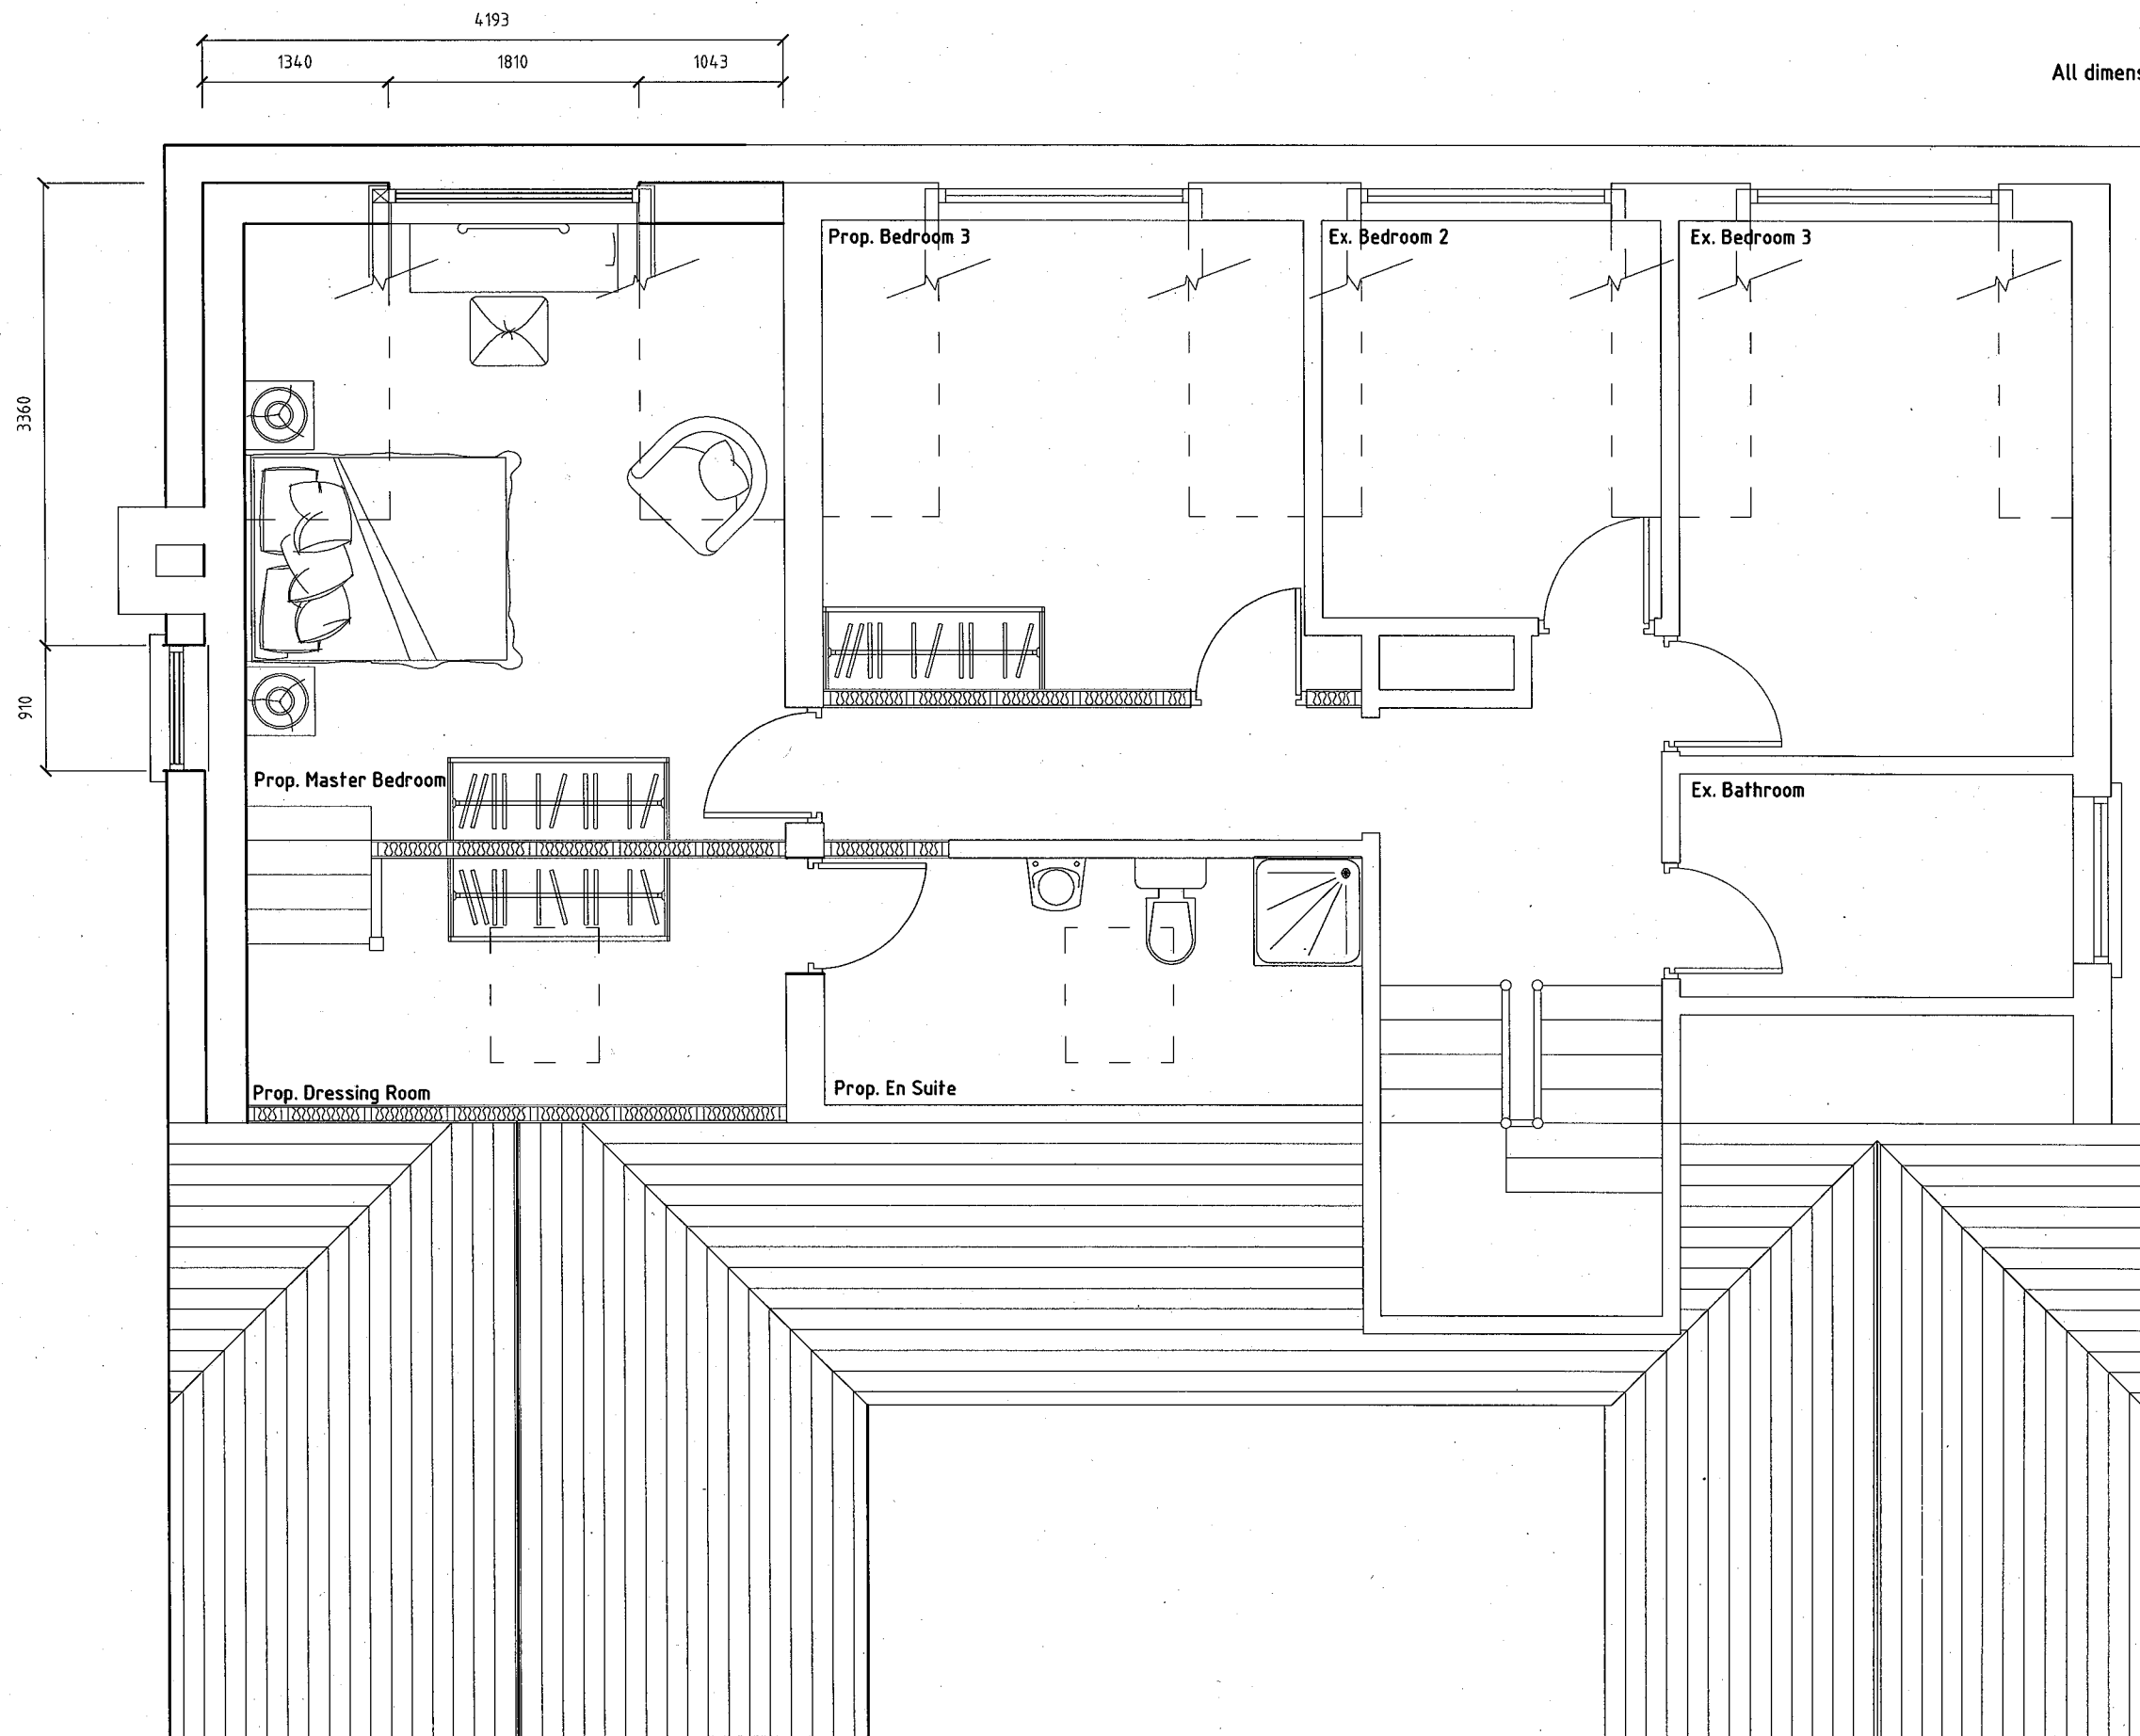 4193
1340 1810 1043
All dimens
Prop. Bedroom 3 Ex. Bedroom 2 Ex. Bedroom 3
3360
910
Prop. Master Bedroom
Ex. Bathroom
Prop. Dressing Room
Prop. En Suite